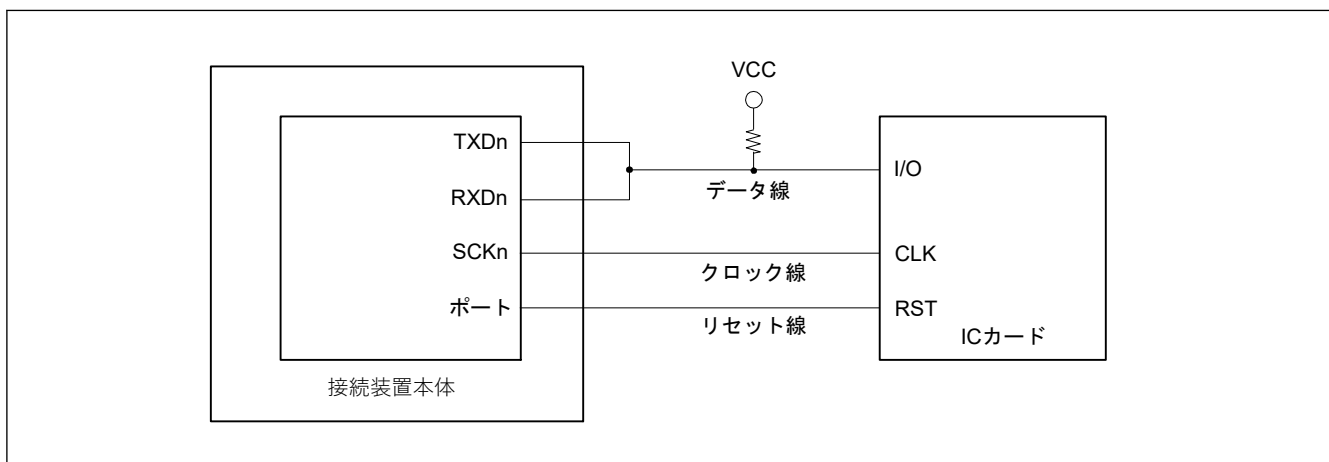 VCC
TXDn
RXDn
SCKn
ポート
データ線
クロック線
リセット線
I/O
CLK
RST
ICカード
接続装置本体